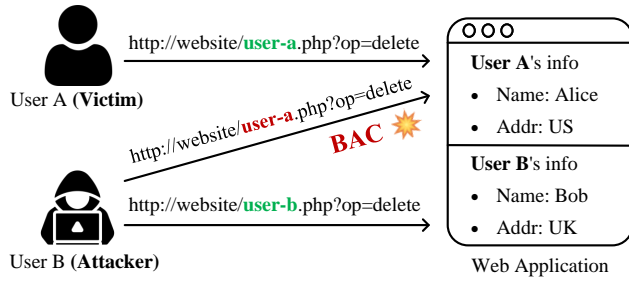 http://website/user-a.php?op=delete
User A (Victim)
http://website/user-a.php?op=delete
BAC
http://website/user-b.php?op=delete
User B (Attacker)
User A's info
• Name: Alice
• Addr: US
User B's info
• Name: Bob
• Addr: UK
Web Application